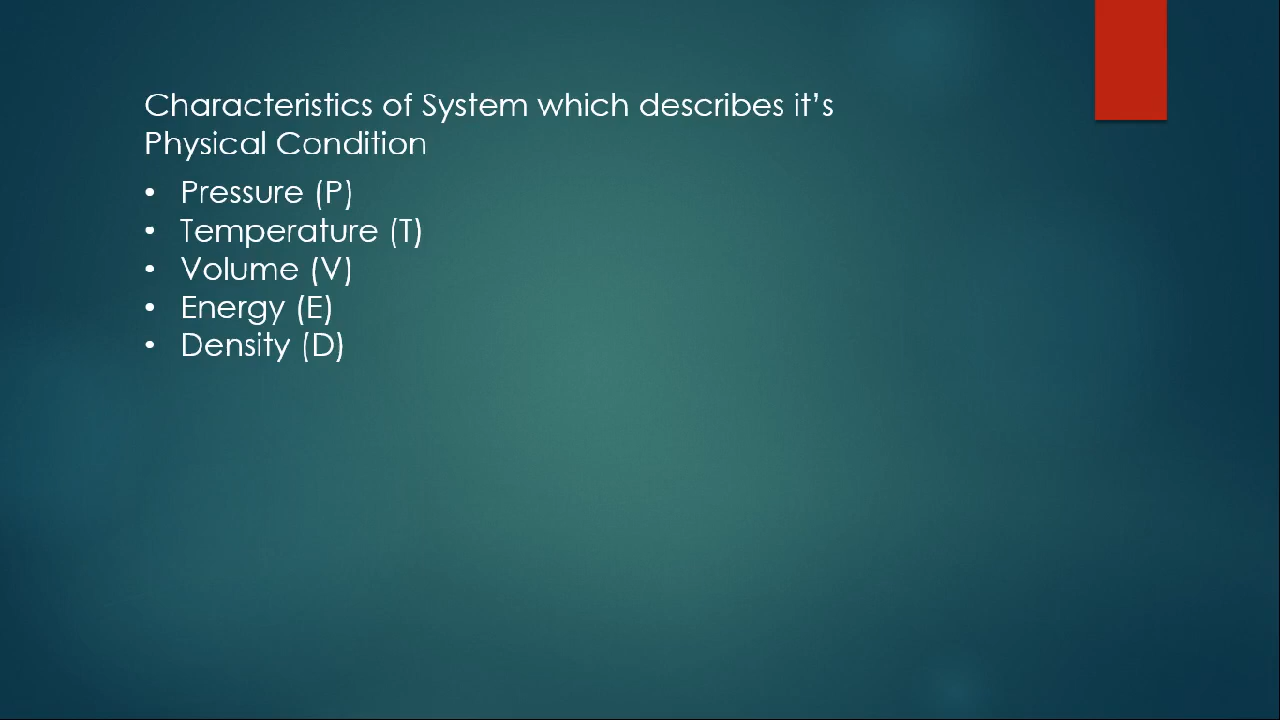 Characteristics of System which describes it’s
Physical Condition
• Pressure (P)
• Temperature (T)
• Volume (V)
• Energy (E)
• Density (D)